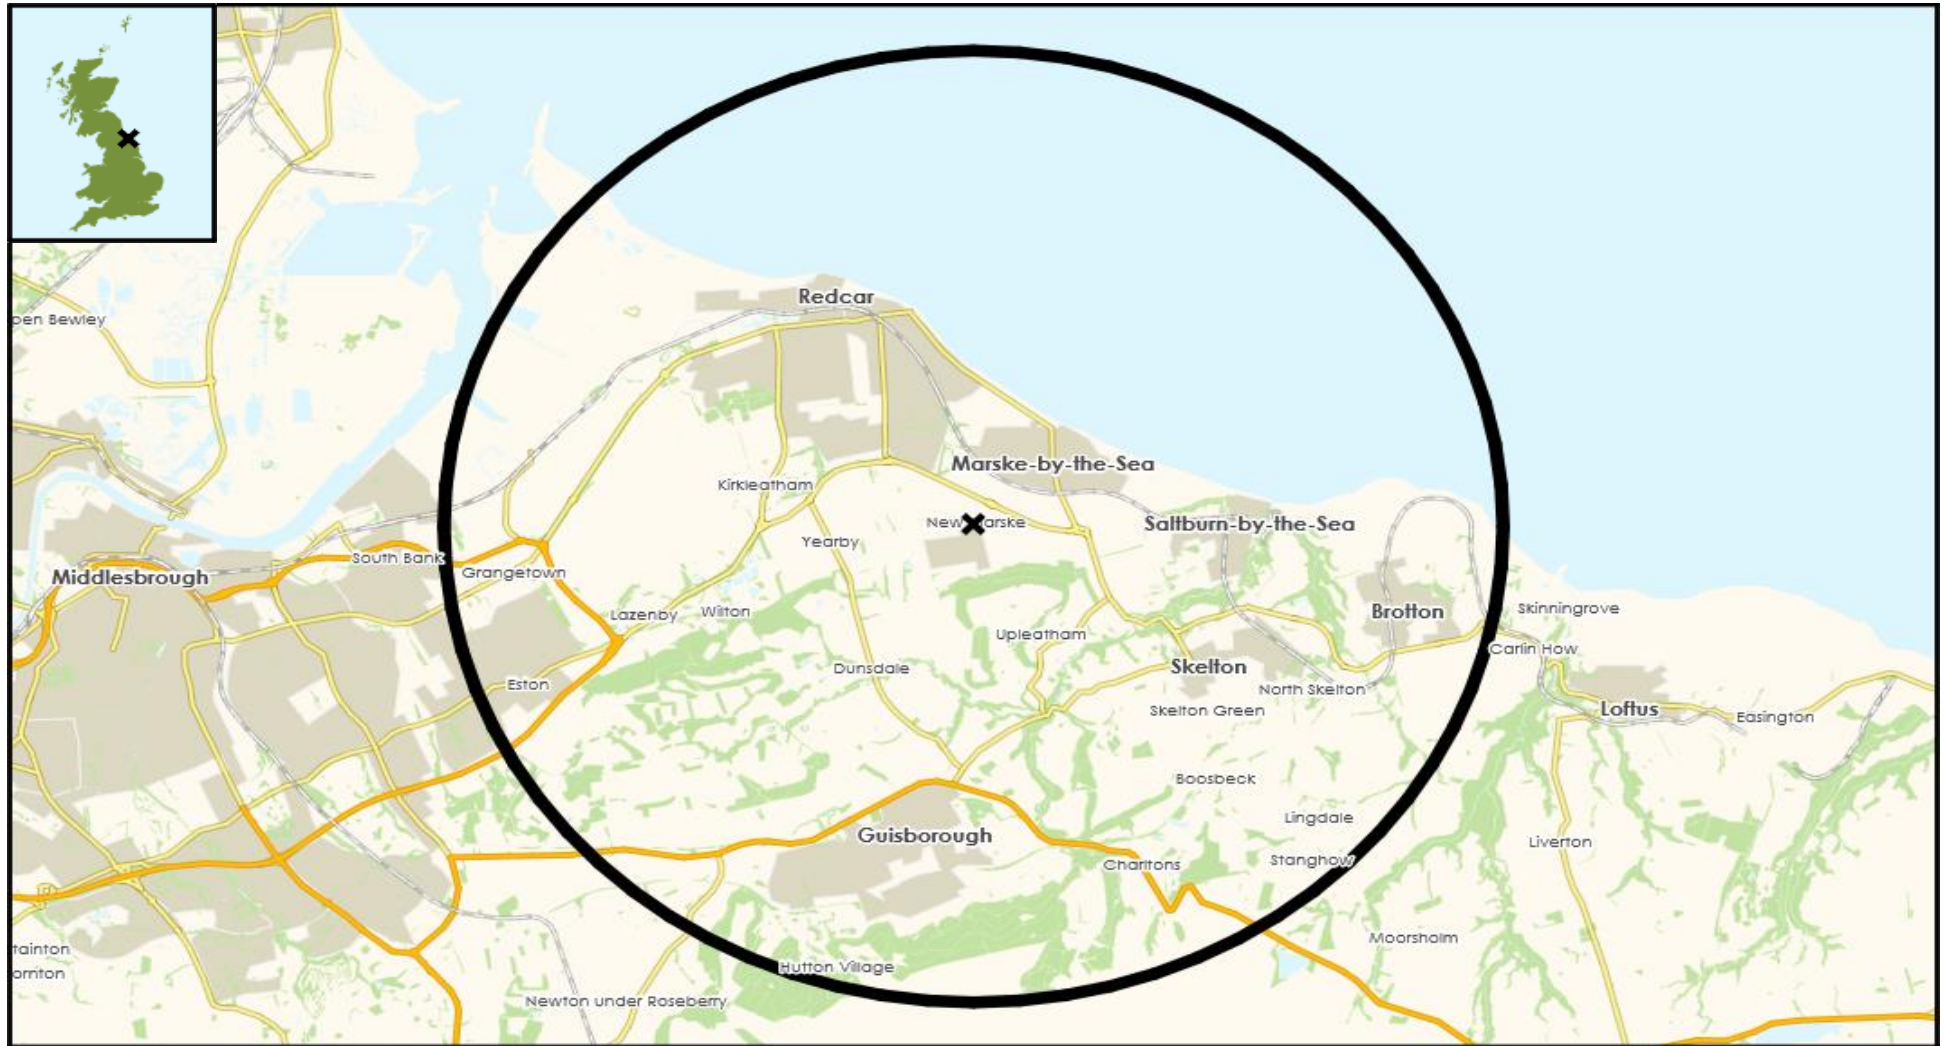 Redcar
pen Bewley
Marske-by-the-Sea
Kirkleatham
New Marske
Saltburn-by-the-Sea
Yearby
South Bank
Grangetown
Middlesbrough
Lazenby
Wilton
Brotton
Skinningrove
Upleatham
Carlin How
Dunsdale
Skelton
Eston
North Skelton
Skelton Green
Loftus
Easington
Boosbeck
Lingdale
Guisborough
Liverton
Charltons
Stanghow
Moorsholm
tainton
Hutton Village
ornton
Newton under Roseberry